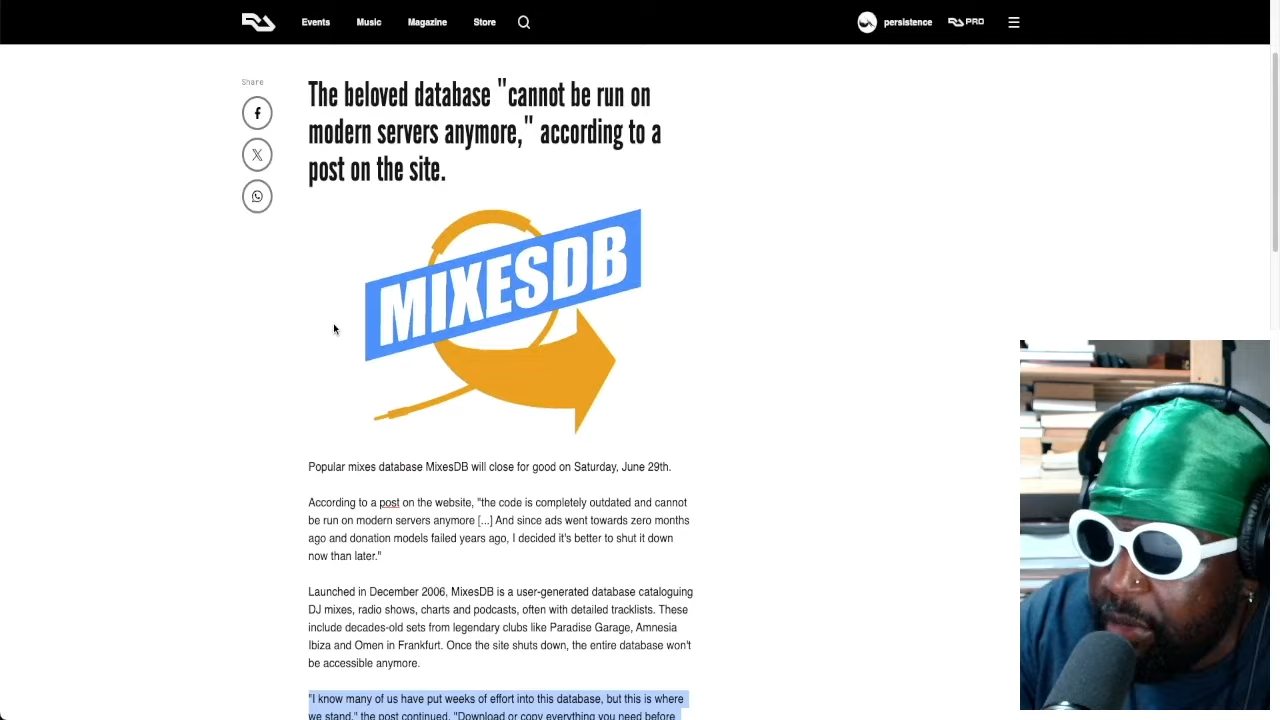 Events Music Magazine Store
persistence PRO
Share
The beloved database "cannot be run on
modern servers anymore," according to a
post on the site.
MIXESDB
Popular mixes database MixesDB will close for good on Saturday, June 29th.
According to a post on the website, "the code is completely outdated and cannot
be run on modern servers anymore [...] And since ads went towards zero months
ago and donation models failed years ago, I decided it's better to shut it down
now than later."
Launched in December 2006, MixesDB is a user-generated database cataloguing
DJ mixes, radio shows, charts and podcasts, often with detailed tracklists. These
include decades-old sets from legendary clubs like Paradise Garage, Amnesia
Ibiza and Omen in Frankfurt. Once the site shuts down, the entire database won't
be accessible anymore.
"I know many of us have put weeks of effort into this database, but this is where
we stand," the post continued. "Download or copy everything you need before